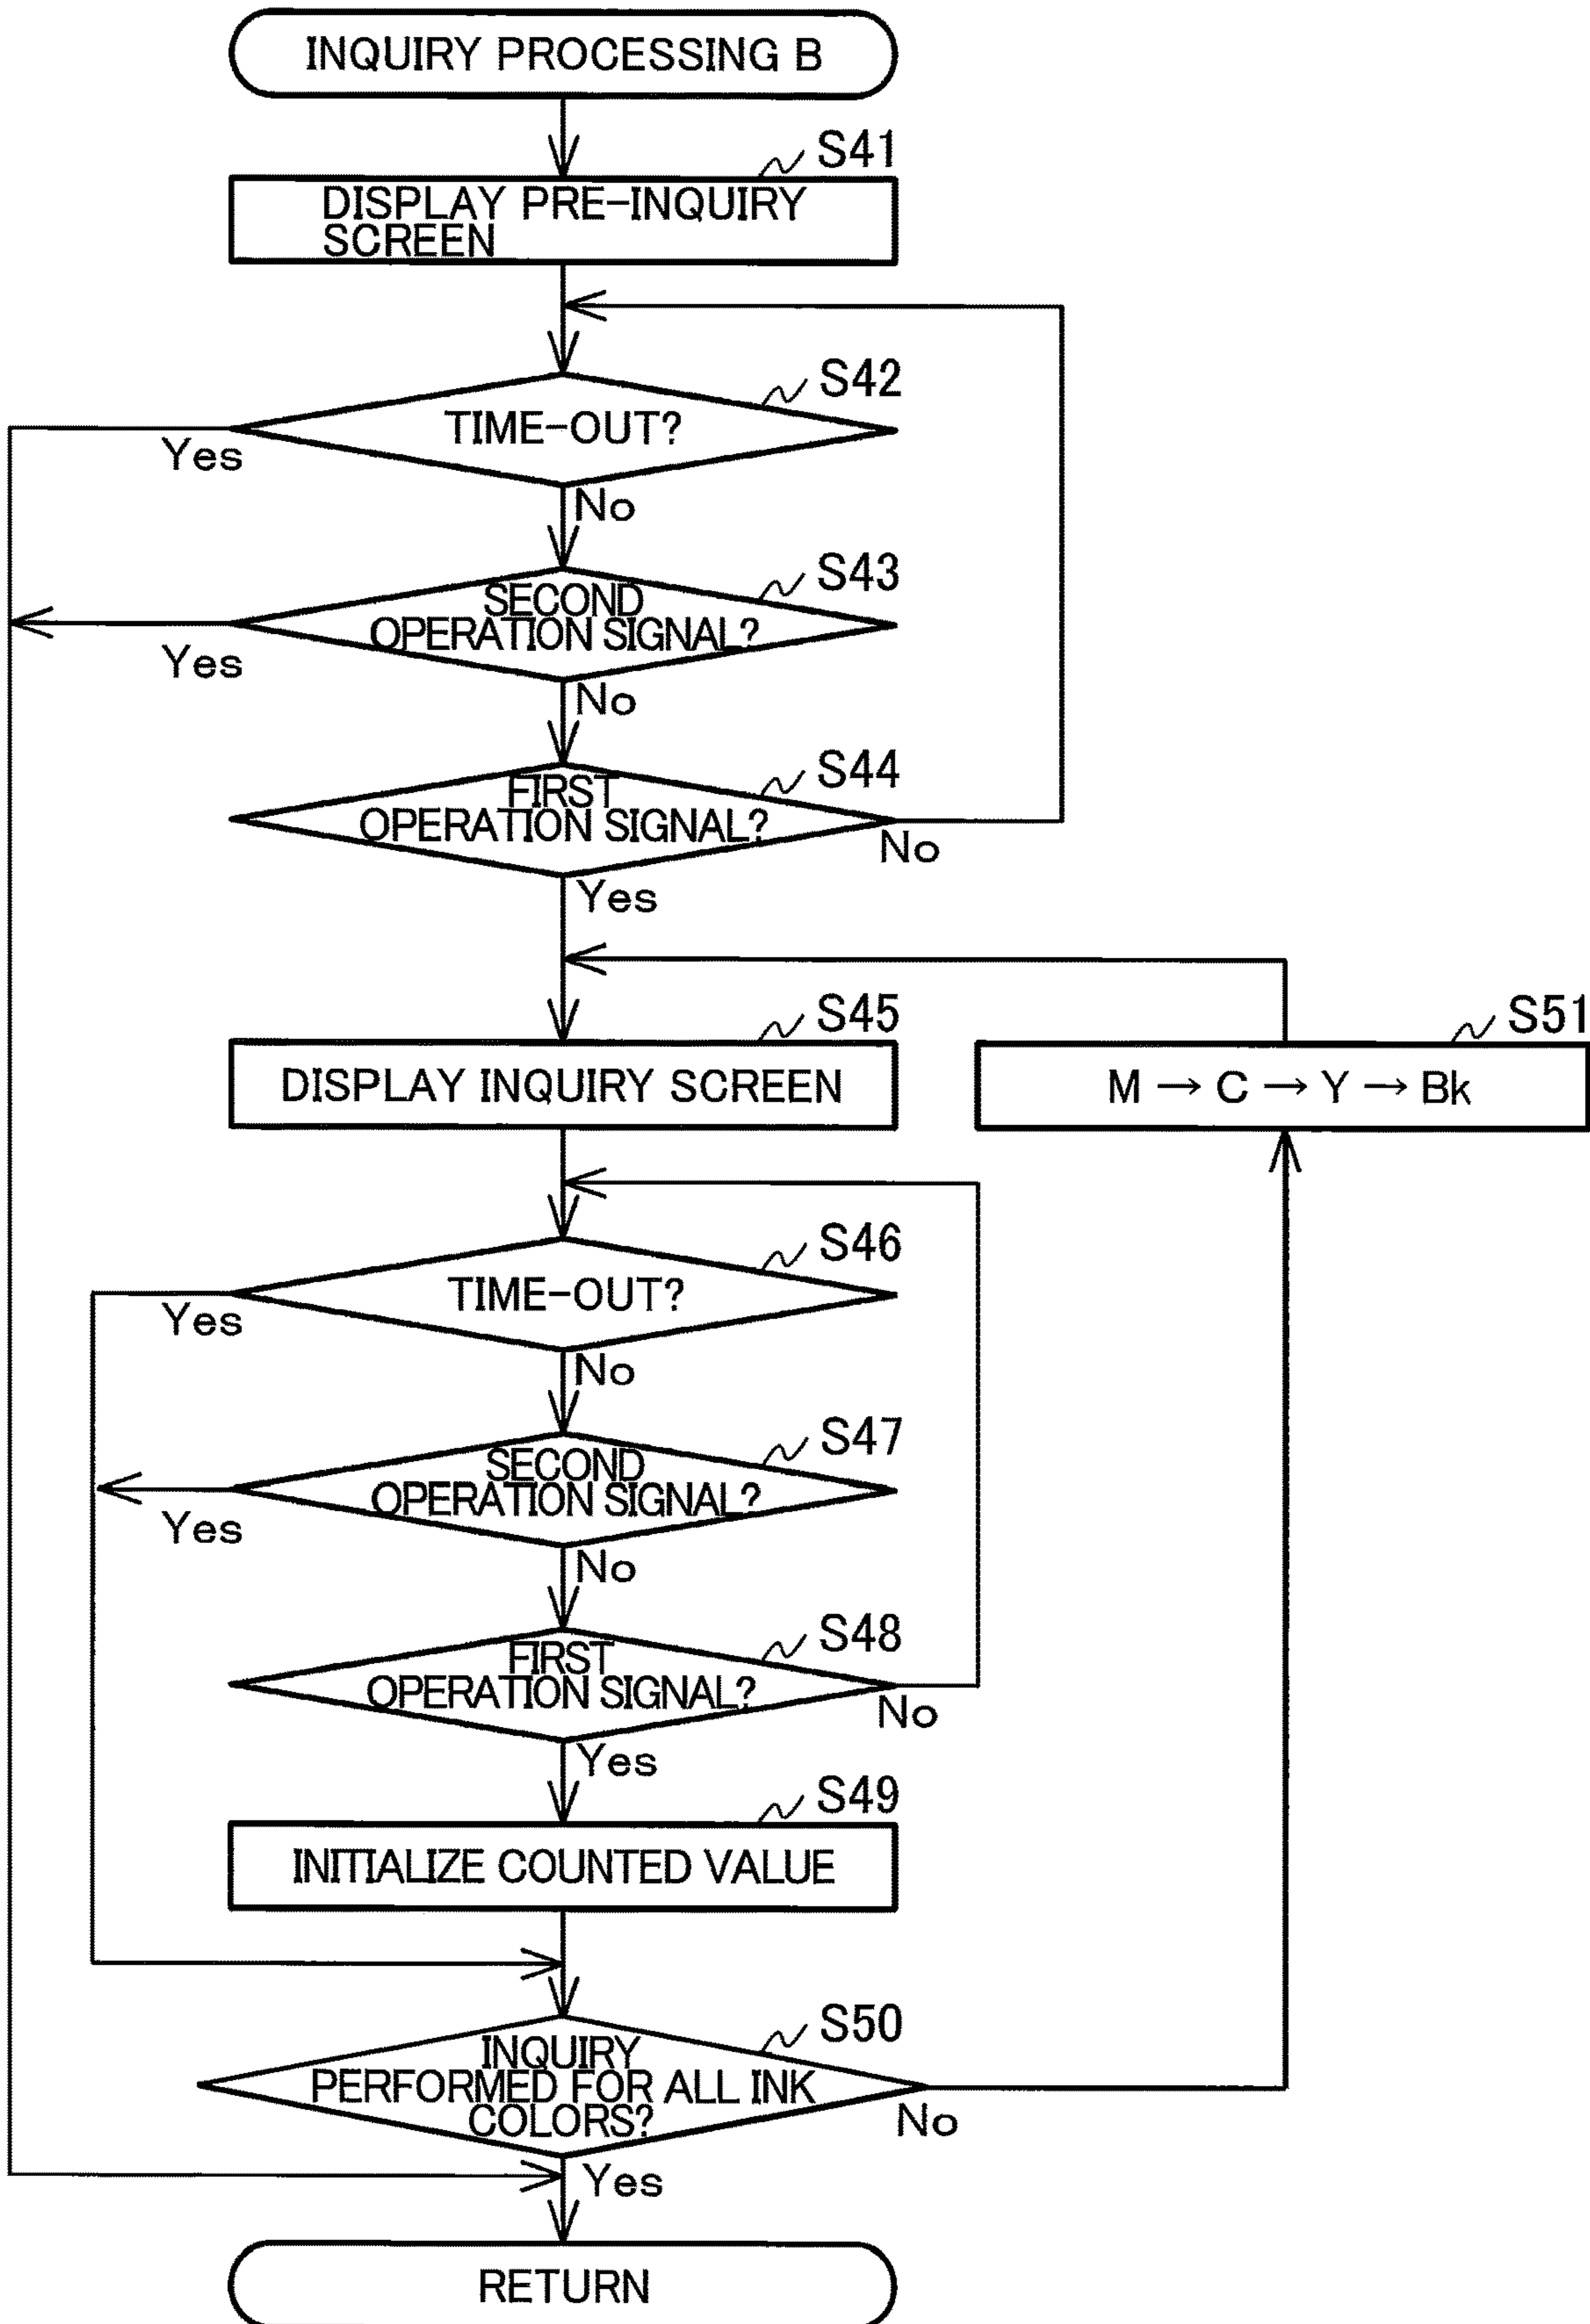 INQUIRY PROCESSING B
S41
DISPLAY PRE-INQUIRY
SCREEN
S42
TIME-OUT?
Yes
No
S43
SECOND
OPERATION SIGNAL?
Yes
No
S44
FIRST
OPERATION SIGNAL?
No
Yes
S45
DISPLAY INQUIRY SCREEN
S51
M → C → Y → Bk
S46
TIME-OUT?
Yes
No
S47
SECOND
OPERATION SIGNAL?
Yes
No
S48
FIRST
OPERATION SIGNAL?
No
Yes
S49
INITIALIZE COUNTED VALUE
S50
INQUIRY
PERFORMED FOR ALL INK
COLORS?
No
Yes
RETURN